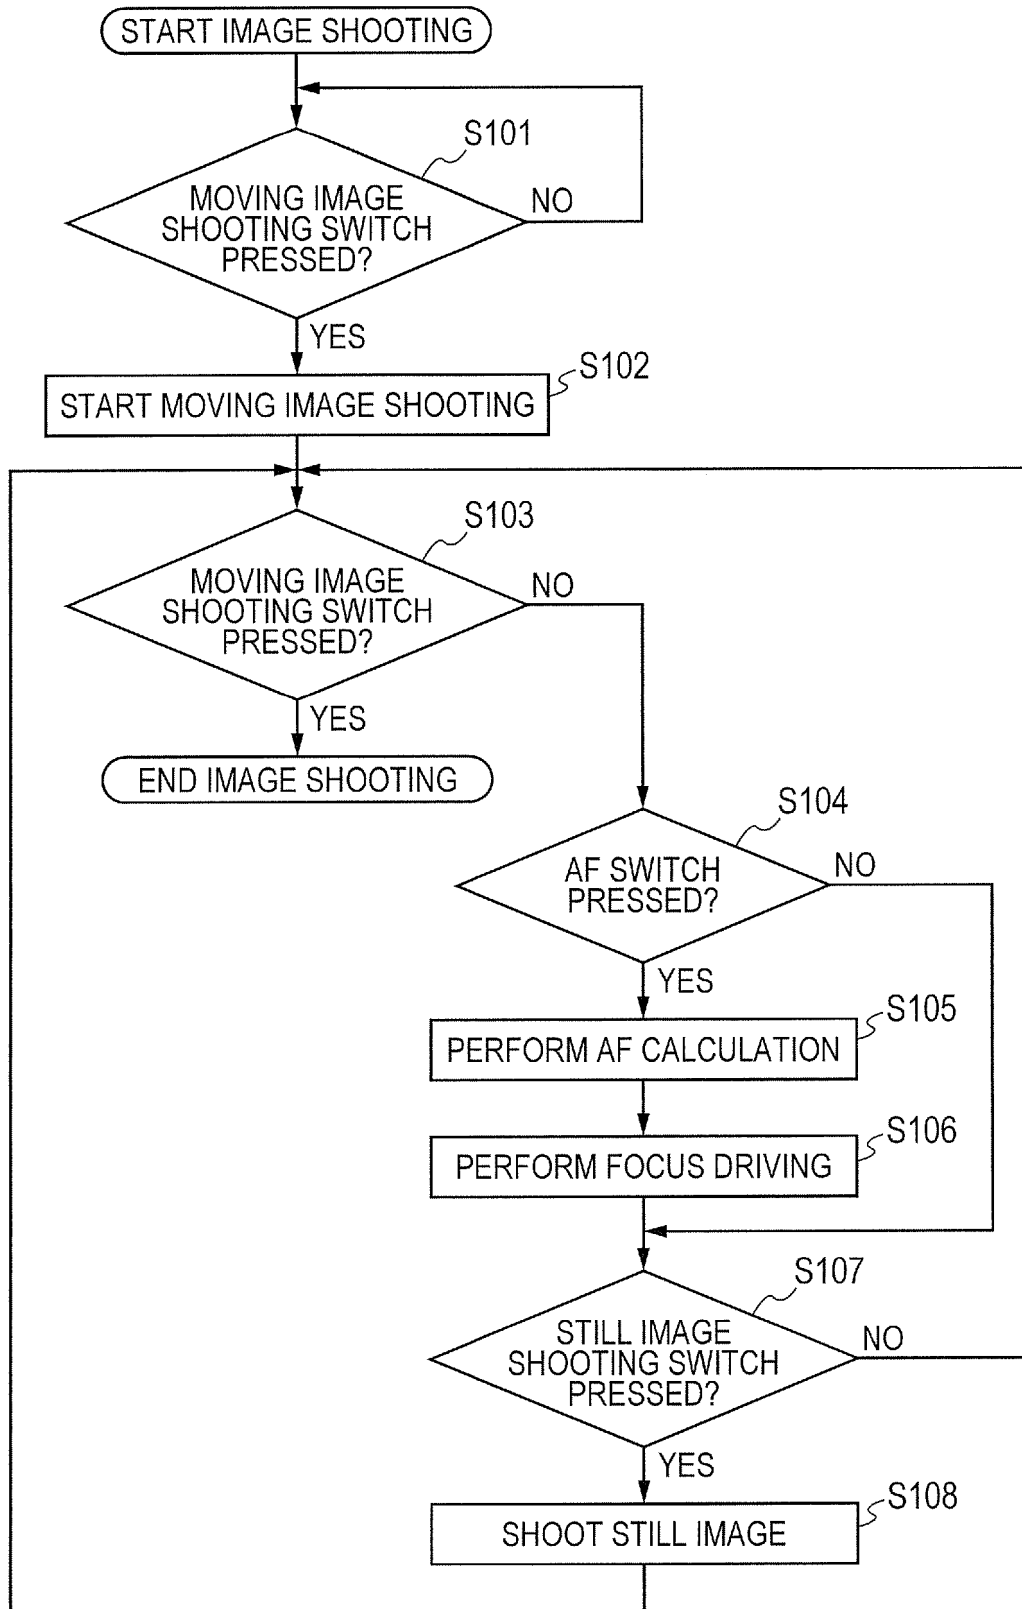 START IMAGE SHOOTING
S101
MOVING IMAGE
SHOOTING SWITCH
PRESSED?
NO
YES
S102
START MOVING IMAGE SHOOTING
S103
MOVING IMAGE
SHOOTING SWITCH
PRESSED?
NO
YES
END IMAGE SHOOTING
S104
AF SWITCH
PRESSED?
NO
YES
S105
PERFORM AF CALCULATION
S106
PERFORM FOCUS DRIVING
S107
STILL IMAGE
SHOOTING SWITCH
PRESSED?
NO
YES
S108
SHOOT STILL IMAGE